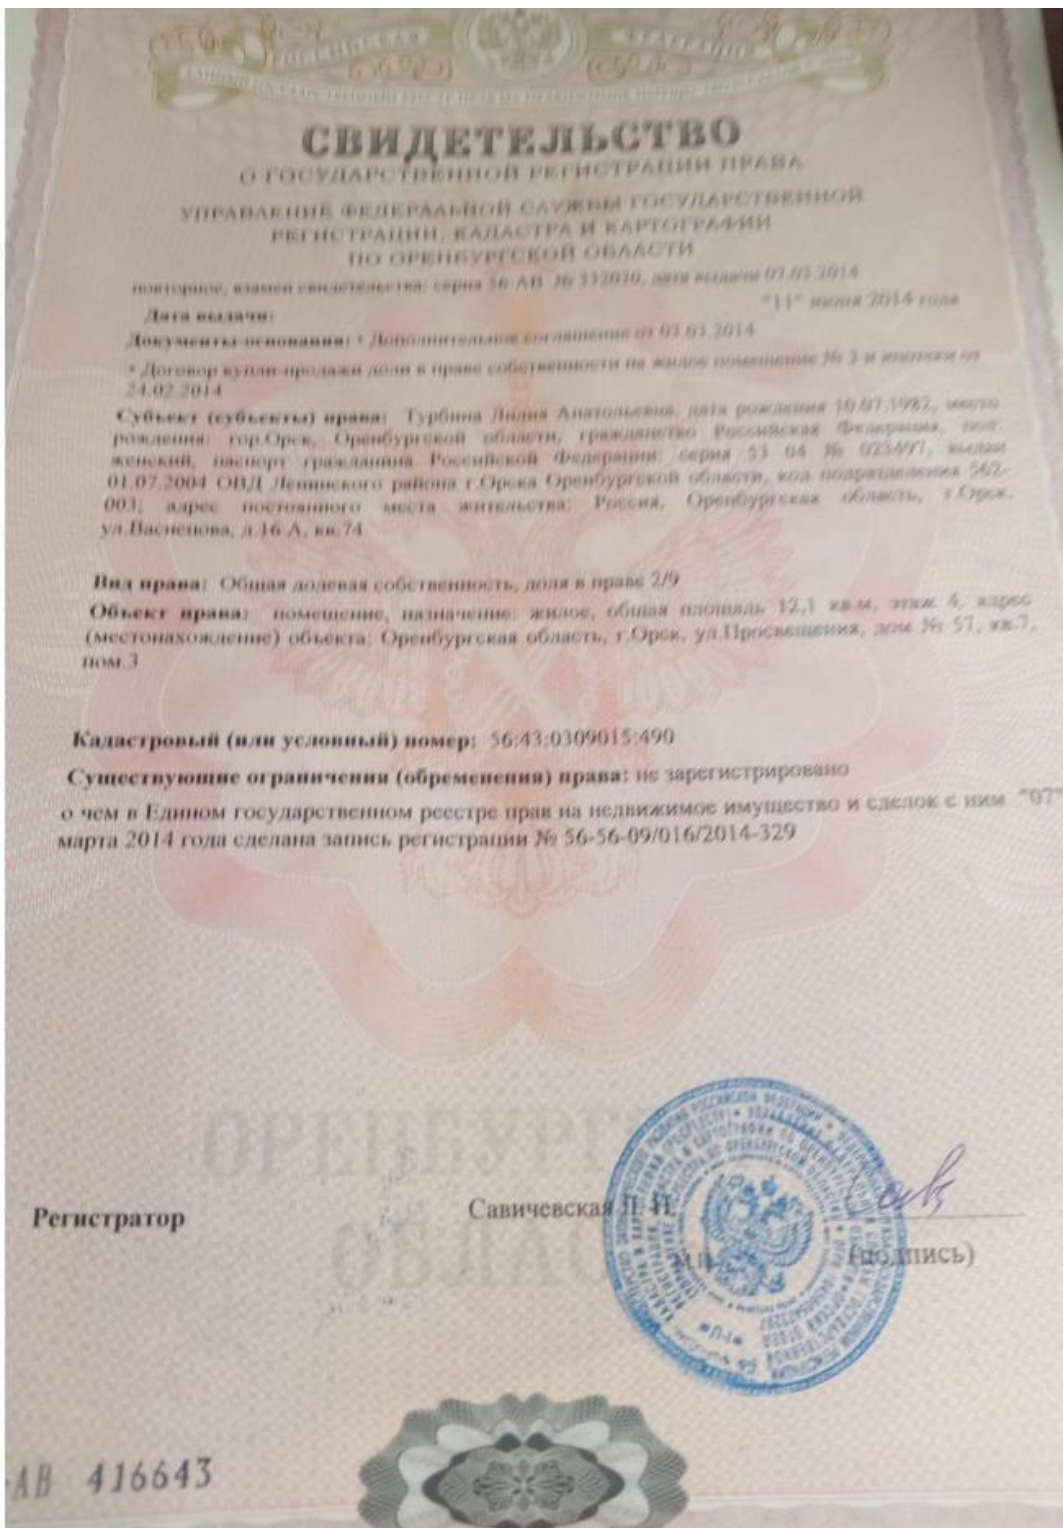 РОССИЙСКАЯ ФЕДЕРАЦИЯ
СВИДЕТЕЛЬСТВО
О ГОСУДАРСТВЕННОЙ РЕГИСТРАЦИИ ПРАВА
УПРАВЛЕНИЕ ФЕДЕРАЛЬНОЙ СЛУЖБЫ ГОСУДАРСТВЕННОЙ
РЕГИСТРАЦИИ, КАДАСТРА И КАРТОГРАФИИ
ПО ОРЕНБУРГСКОЙ ОБЛАСТИ
повторное, взамен свидетельства: серия 56-АВ № 332030, дата выдачи 07.03.2014
Дата выдачи: "11" июня 2014 года
Документы-основания: • Дополнительное соглашение от 03.03.2014
• Договор купли-продажи доли в праве собственности на жилое помещение № 3 и ипотеки от
24.02.2014
Субъект (субъекты) права: Турбина Лилия Анатольевна, дата рождения 10.07.1982, место
рождения: гор.Орск, Оренбургской области, гражданство Российская Федерация, пол:
женский, паспорт гражданина Российской Федерации: серия 53 04 № 023497, выдан
01.07.2004 ОВД Ленинского района г.Орска Оренбургской области, код подразделения 562-
003; адрес постоянного места жительства: Россия, Оренбургская область, г.Орск,
ул.Васнецова, д.16-А, кв.74
Вид права: Общая долевая собственность, доля в праве 2/9
Объект права: помещение, назначение: жилое, общая площадь 12,1 кв.м, этаж 4, адрес
(местонахождение) объекта: Оренбургская область, г.Орск, ул.Просвещения, дом № 57, кв.7,
пом.3
Кадастровый (или условный) номер: 56:43:0309015:490
Существующие ограничения (обременения) права: не зарегистрировано
о чем в Едином государственном реестре прав на недвижимое имущество и сделок с ним "07"
марта 2014 года сделана запись регистрации № 56-56-09/016/2014-329
ОРЕНБУРГ
Регистратор Савичевская Л.Н.
ОБЛАС
М.П. (подпись)
-АВ 416643